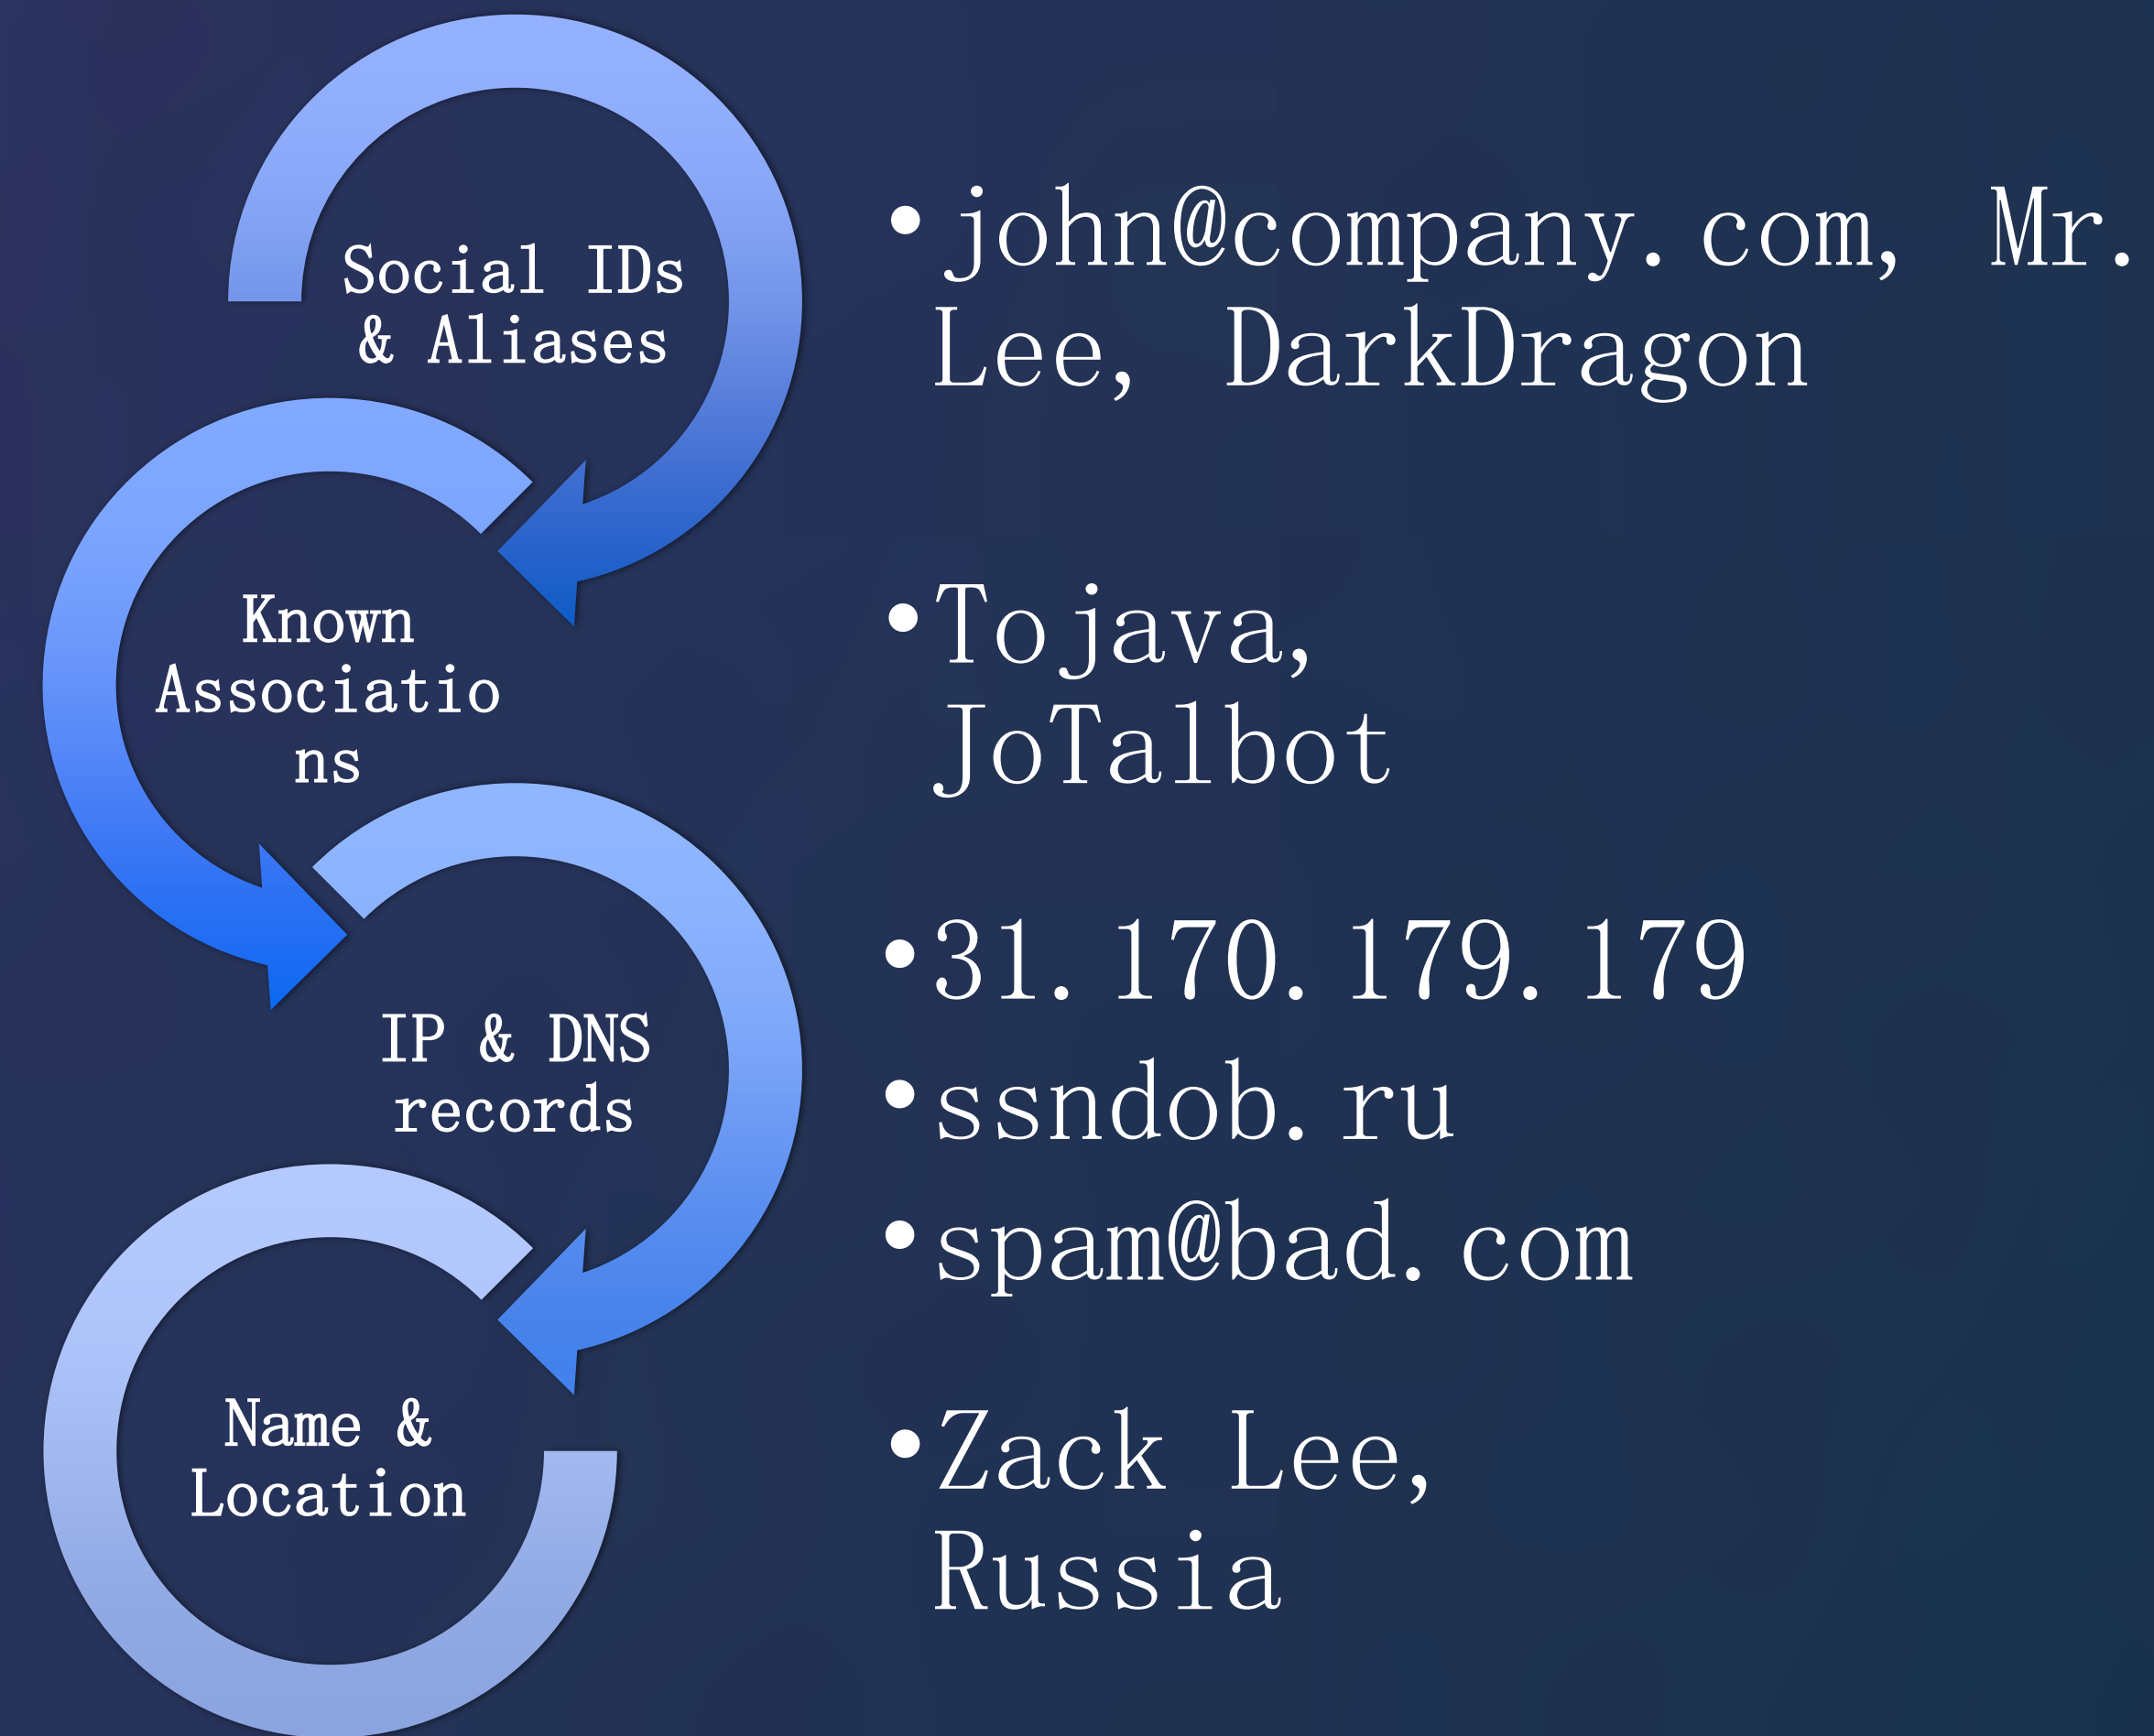 Social IDs
& Aliases
• john@company.com, Mr.
Lee, DarkDragon
Known
Associatio
ns
•Tojava,
JoTalbot
IP & DNS
records
•31.170.179.179
•ssndob.ru
•spam@bad.com
Name &
Location
•Zack Lee,
Russia